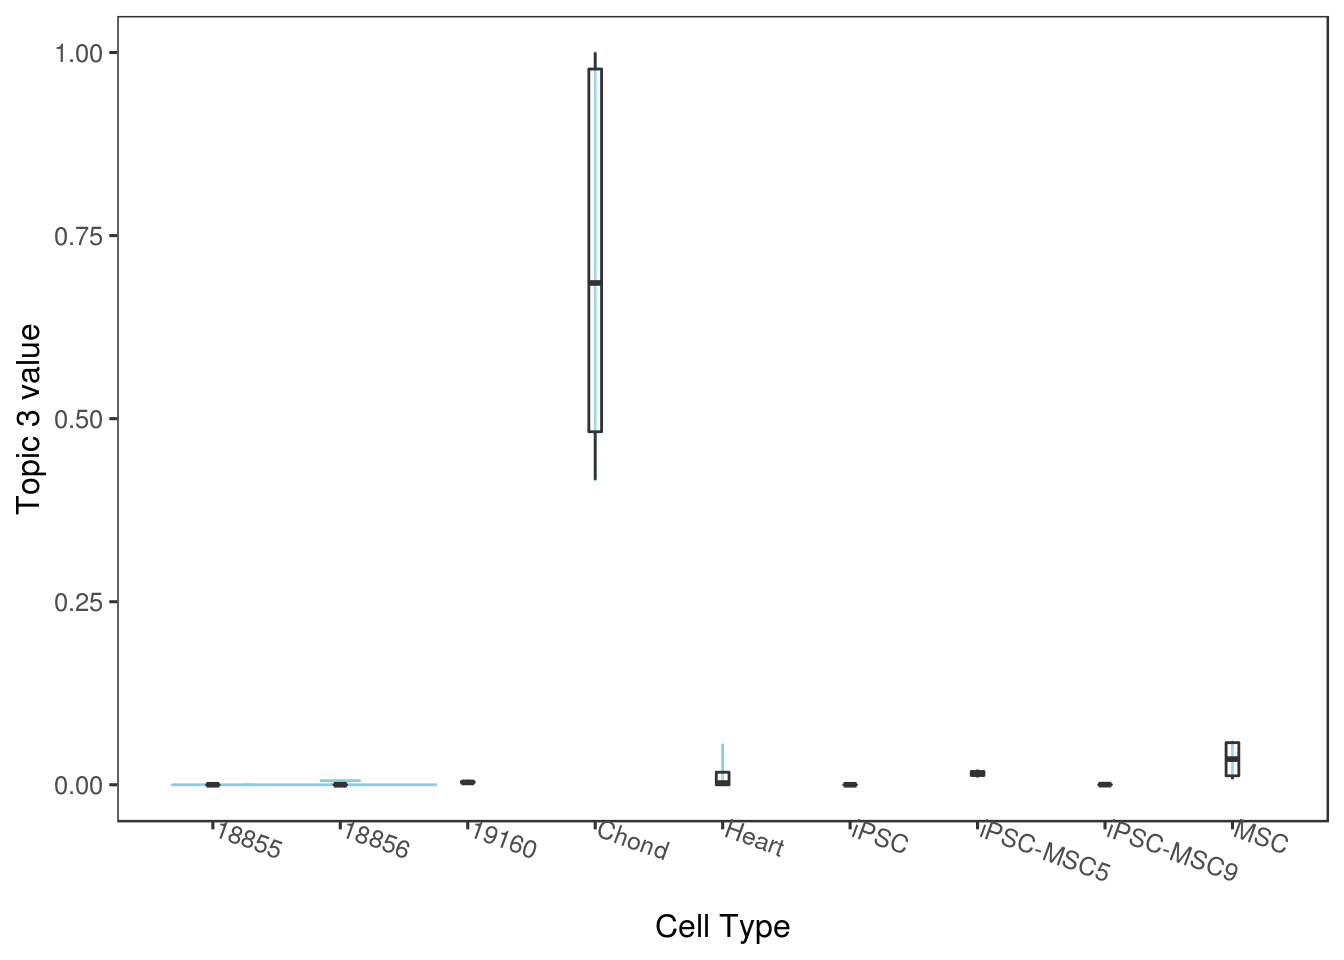 1.00
0.75
0.50
0.25
0.00
Topic 3 value
18855
18856
19160
Chond
Heart
iPSC
iPSC-MSC5
iPSC-MSC9
MSC
Cell Type